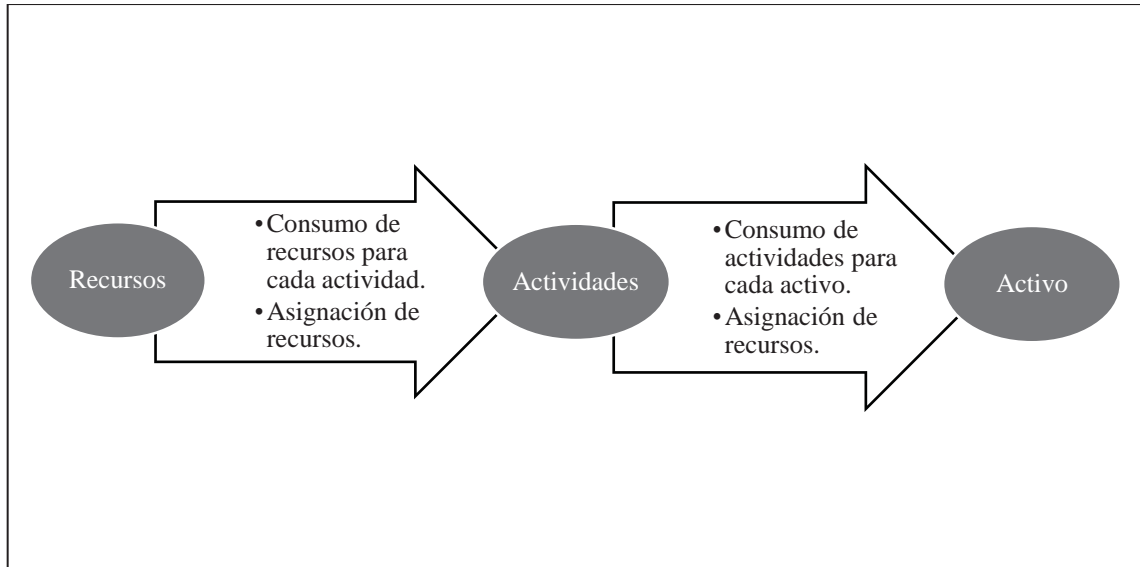 Recursos
•Consumo de
recursos para
cada actividad.
•Asignación de
recursos.
Actividades
•Consumo de
actividades para
cada activo.
•Asignación de
recursos.
Activo